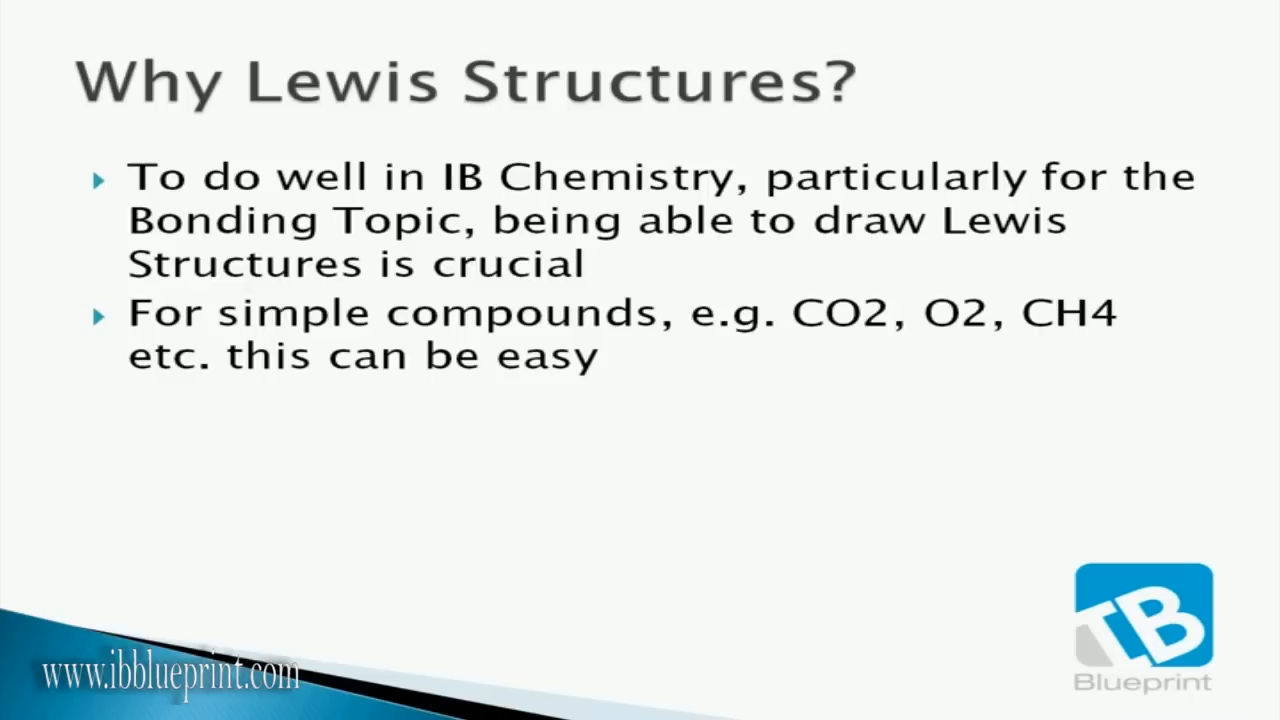 Why Lewis Structures?
To do well in IB Chemistry, particularly for the
Bonding Topic, being able to draw Lewis
Structures is crucial
For simple compounds, e.g. CO2, O2, CH4
etc. this can be easy
IB
Blueprint
www.ibblueprint.com